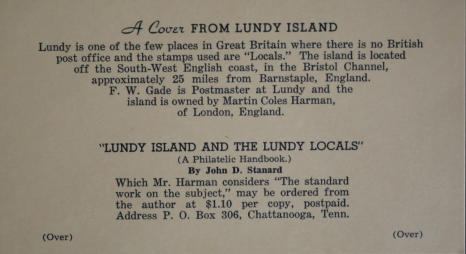 A Cover FROM LUNDY ISLAND
Lundy is one of the few places in Great Britain where there is no British
post office and the stamps used are "Locals." The island is located
off the South-West English coast, in the Bristol Channel,
approximately 25 miles from Barnstaple, England.
F. W. Gade is Postmaster at Lundy and the
island is owned by Martin Coles Harman,
of London, England.
"LUNDY ISLAND AND THE LUNDY LOCALS"
(A Philatelic Handbook.)
By John D. Stanard
Which Mr. Harman considers "The standard
work on the subject," may be ordered from
the author at $1.10 per copy, postpaid.
Address P. O. Box 306, Chattanooga, Tenn.
(Over) (Over)